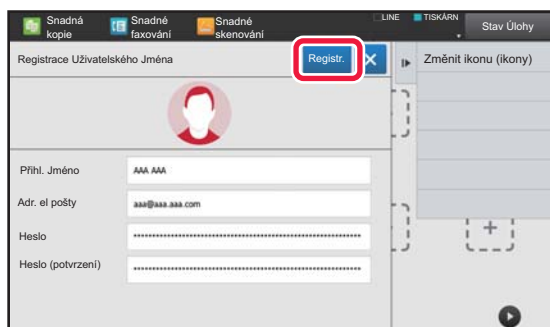 Snadná
kopie
Snadné
faxování
Snadné
skenování
LINE
TISKÁRN
Stav Úlohy
Registrace Uživatelského Jména
Registr.
Změnit ikonu (ikony)
Přihl. Jméno
AAA AAA
Adr. el pošty
aaa@aaa.aaa.com
Heslo
Heslo (potvrzení)